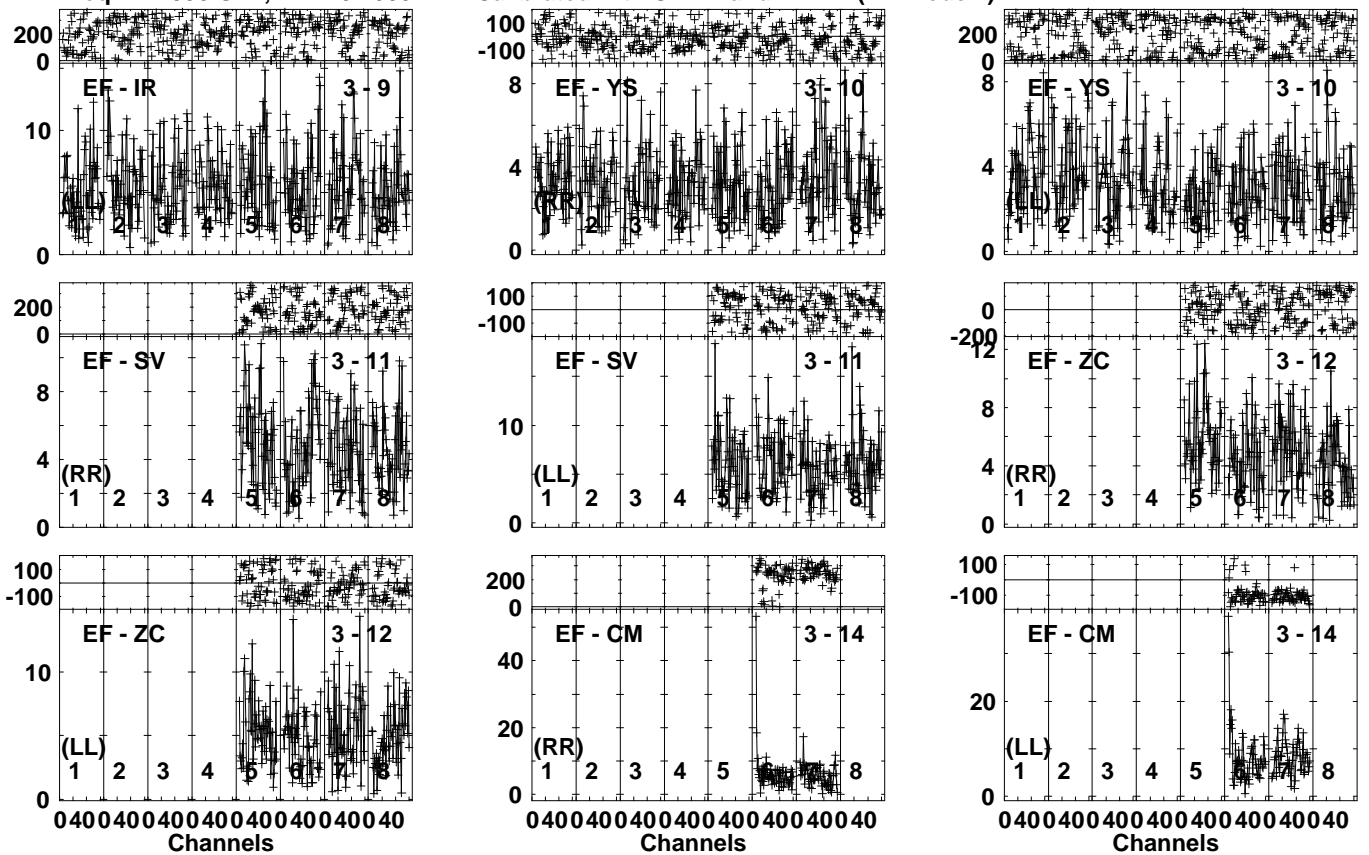 200 100 200
0 -100 0
EF - IR 3 - 9 EF - YS 3 - 10 EF - YS 3 - 10
10 8 8
4 4
(LL) (RR) (LL)
2 3 4 5 6 7 8 1 2 3 4 5 6 7 8 1 2 3 4 5 6 7 8
0 0 0
200 100 0
0 -100 -200
EF - SV 3 - 11 EF - SV 3 - 11 EF - ZC 3 - 12
8 10 12
4 8
4
(RR) (LL) (RR)
1 2 3 4 5 6 7 8 1 2 3 4 5 6 7 8 1 2 3 4 5 6 7 8
0 0 0
100 200 100
-100 0 -100
EF - ZC 3 - 12 EF - CM 3 - 14 EF - CM 3 - 14
10 40 20
20
(LL) (RR) (LL)
1 2 3 4 5 6 7 8 1 2 3 4 5 6 7 8 1 2 3 4 5 6 7 8
0 0 0
0 40 0 40 0 40 0 40 0 40 0 40 0 40 0 40 0 40 0 40 0 40 0 40 0 40 0 40 0 40 0 40 0 40 0 40 0 40 0 40 0 40 0 40 0 40 0 40
Channels Channels Channels